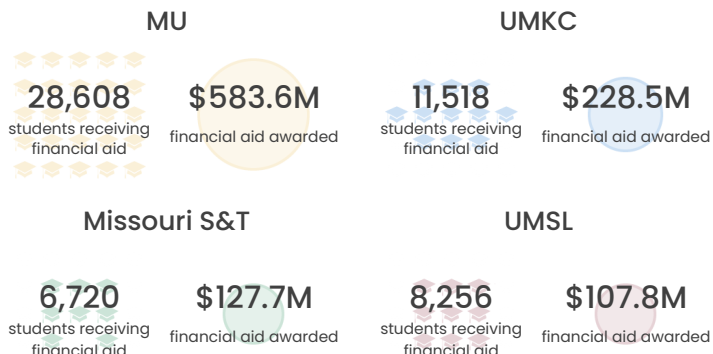 MU
28,608
students receiving
financial aid
$583.6M
financial aid awarded
UMKC
11,518
students receiving
financial aid
$228.5M
financial aid awarded
Missouri S&T
6,720
students receiving
financial aid
$127.7M
financial aid awarded
UMSL
8,256
students receiving
financial aid
$107.8M
financial aid awarded